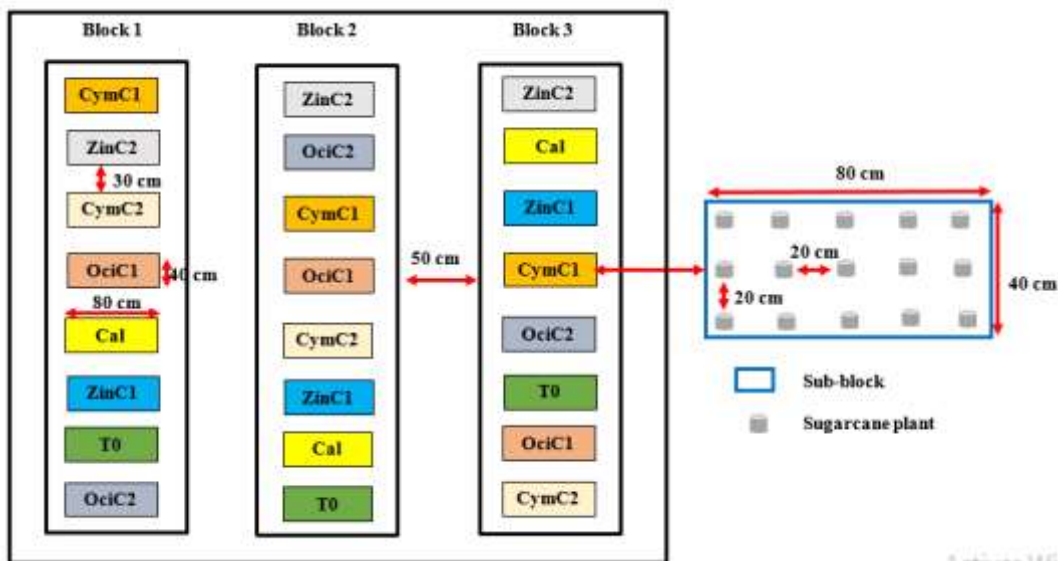 Block 1
Block 2
Block 3
CymC1
ZinC2
30 cm
CymC2
OciC1
40 cm
80 cm
Cal
ZinC1
T0
OciC2
ZinC2
OciC2
CymC1
OciC1
50 cm
CymC2
ZinC1
Cal
T0
ZinC2
Cal
ZinC1
CymC1
OciC2
T0
OciC1
CymC2
80 cm
20 cm
20 cm
40 cm
Sub-block
Sugarcane plant